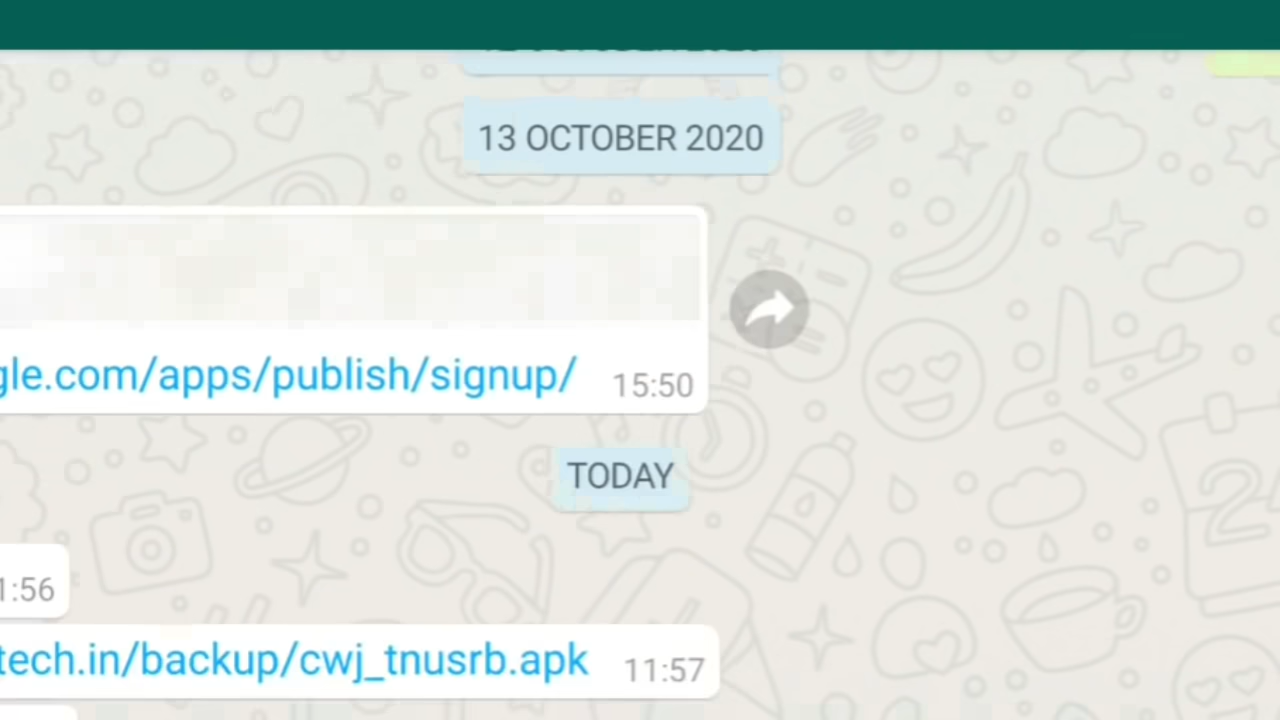 13 OCTOBER 2020
gle.com/apps/publish/signup/ 15:50
TODAY
1:56
tech.in/backup/cwj_tnusrb.apk 11:57